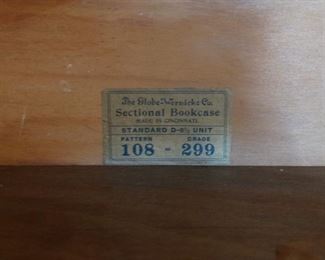 The Globe-Wernicke Co.
Sectional Bookcase
MADE IN CINCINNATI
STANDARD D-8½ UNIT
PATTERN GRADE
108 - 299